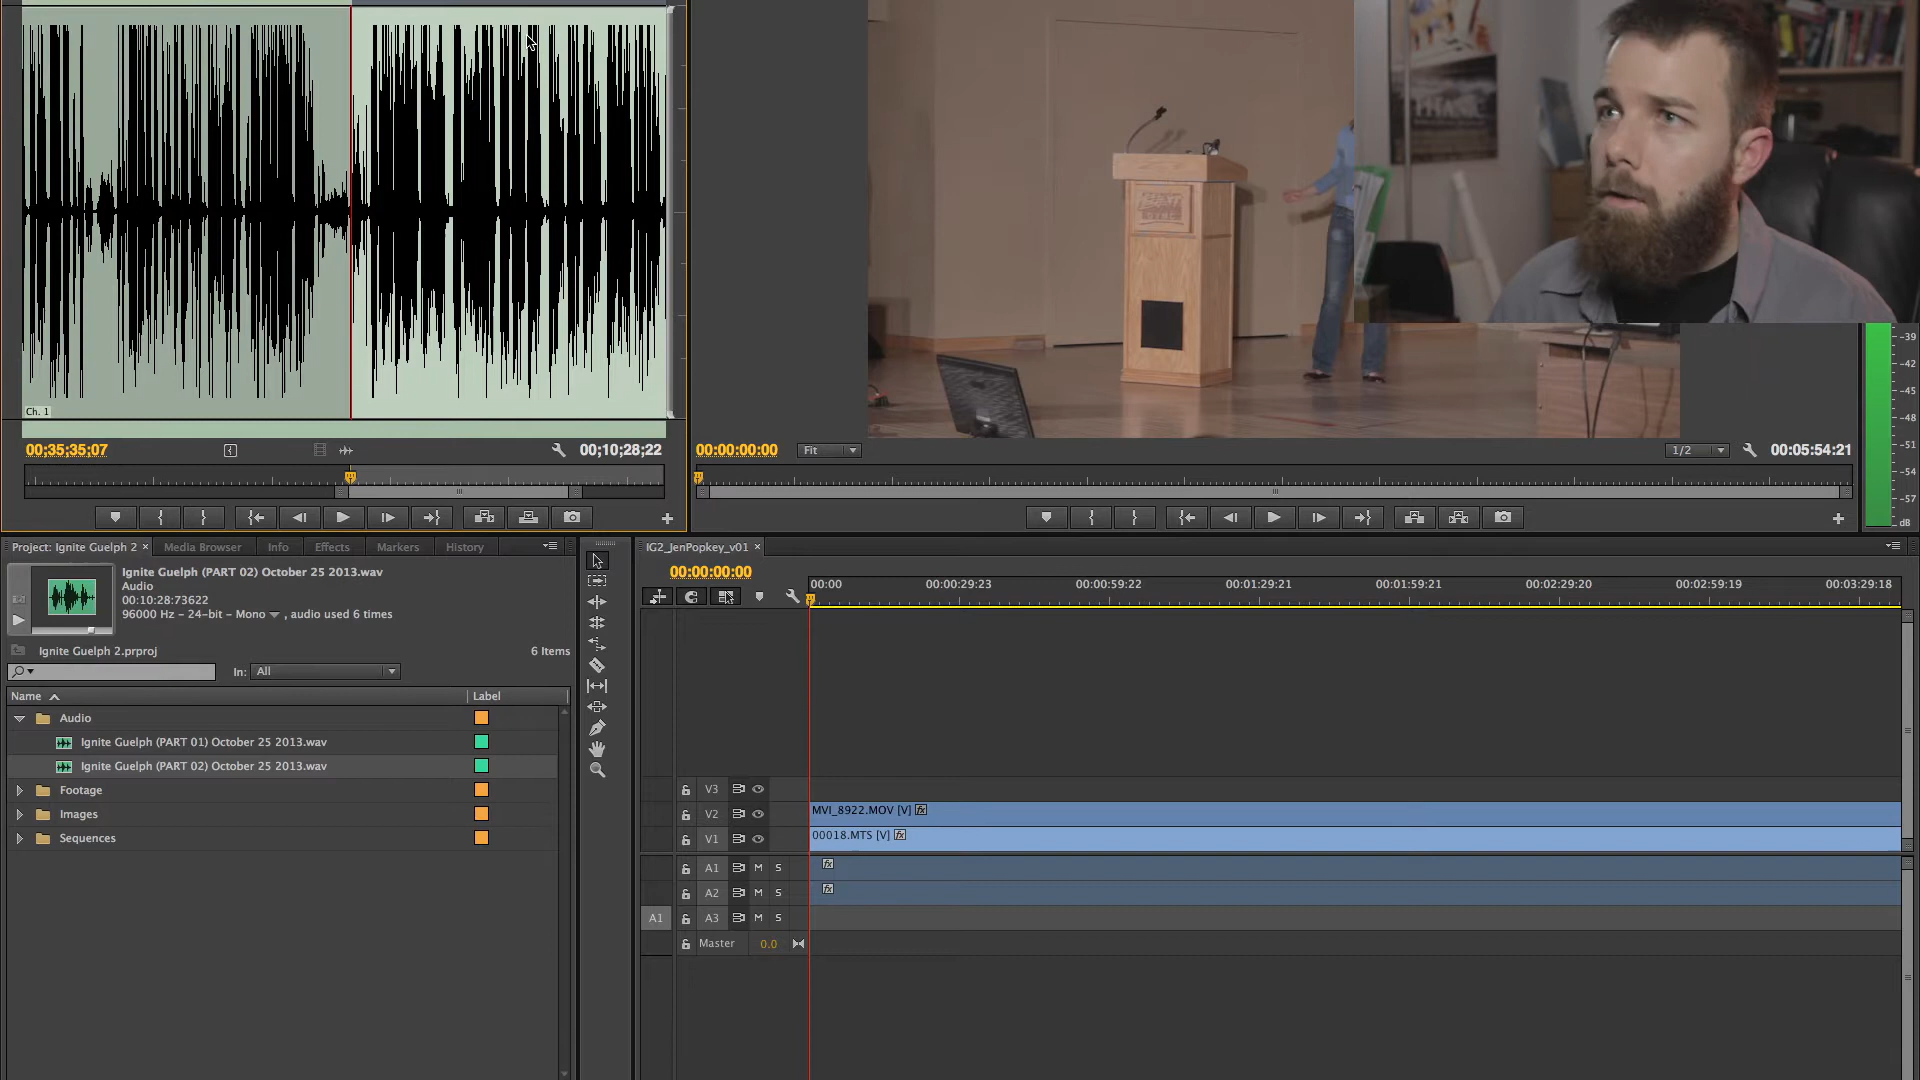 TITANIC
Ch. 1
00;35;35;07
00;10;28;22
00:00:00:00
Fit
1/2
00:05:54:21
-39
-42
-45
-48
-51
-54
-57
dB
Project: Ignite Guelph 2 ×
Media Browser
Info
Effects
Markers
History
Ignite Guelph (PART 02) October 25 2013.wav
Audio
00:10:28:73622
96000 Hz - 24-bit - Mono , audio used 6 times
Ignite Guelph 2.prproj
6 Items
In: All
Name
Label
Audio
Ignite Guelph (PART 01) October 25 2013.wav
Ignite Guelph (PART 02) October 25 2013.wav
Footage
Images
Sequences
IG2_JenPopkey_v01 ×
00:00:00:00
00:00
00:00:29:23
00:00:59:22
00:01:29:21
00:01:59:21
00:02:29:20
00:02:59:19
00:03:29:18
V3
V2
MVI_8922.MOV [V] fx
V1
00018.MTS [V] fx
A1 M S fx
A2 M S fx
A1 A3 M S
Master 0.0